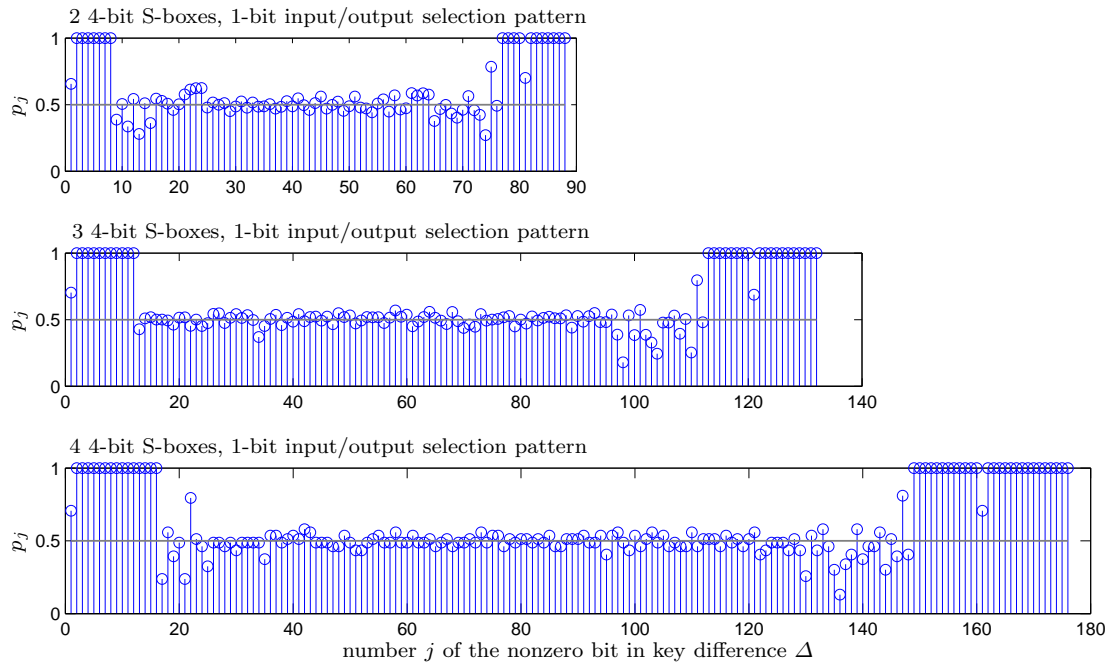 2 4-bit S-boxes, 1-bit input/output selection pattern
1
0.5
0
p_j
0 10 20 30 40 50 60 70 80 90
3 4-bit S-boxes, 1-bit input/output selection pattern
1
0.5
0
p_j
0 20 40 60 80 100 120 140
4 4-bit S-boxes, 1-bit input/output selection pattern
1
0.5
0
p_j
0 20 40 60 80 100 120 140 160 180
number j of the nonzero bit in key difference Δ